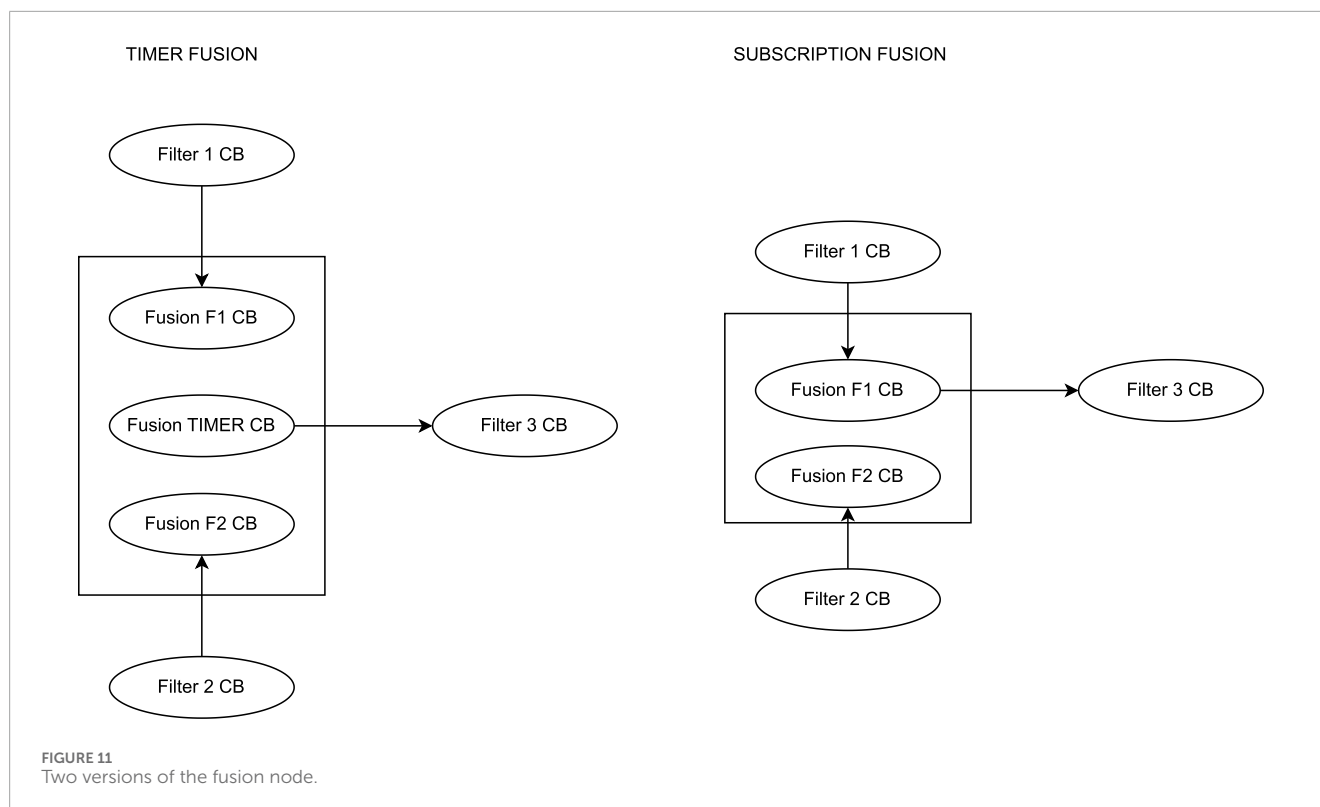 TIMER FUSION
Filter 1 CB
Fusion F1 CB
Fusion TIMER CB
Filter 3 CB
Fusion F2 CB
Filter 2 CB
SUBSCRIPTION FUSION
Filter 1 CB
Fusion F1 CB
Filter 3 CB
Fusion F2 CB
Filter 2 CB
FIGURE 11
Two versions of the fusion node.